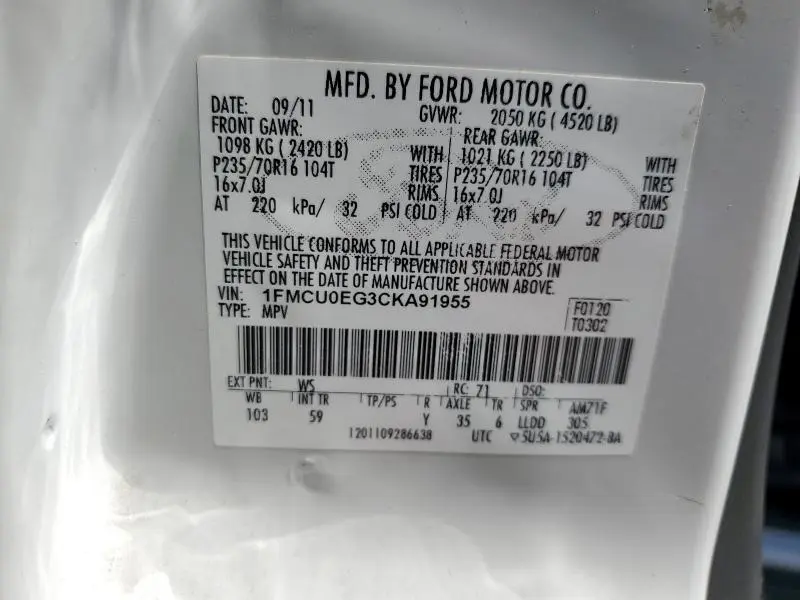 MFD. BY FORD MOTOR CO.
DATE: 09/11 GVWR: 2050 KG ( 4520 LB)
FRONT GAWR: REAR GAWR:
1098 KG ( 2420 LB) WITH 1021 KG ( 2250 LB) WITH
P235/70R16 104T TIRES P235/70R16 104T TIRES
16x7.0J RIMS 16x7.0J RIMS
AT 220 kPa/ 32 PSI COLD AT 220 kPa/ 32 PSI COLD
THIS VEHICLE CONFORMS TO ALL APPLICABLE FEDERAL MOTOR
VEHICLE SAFETY AND THEFT PREVENTION STANDARDS IN
EFFECT ON THE DATE OF MANUFACTURE SHOWN ABOVE.
VIN: 1FMCU0EG3CKA91955
TYPE: MPV
F0120
T0302
EXT PNT: WS RC: 71 DSO:
WB INT TR TP/PS R AXLE TR SPR AM71F
103 59 Y 35 6 LLDD 305
1201109286638 UTC ▽5U5A-1520472-BA